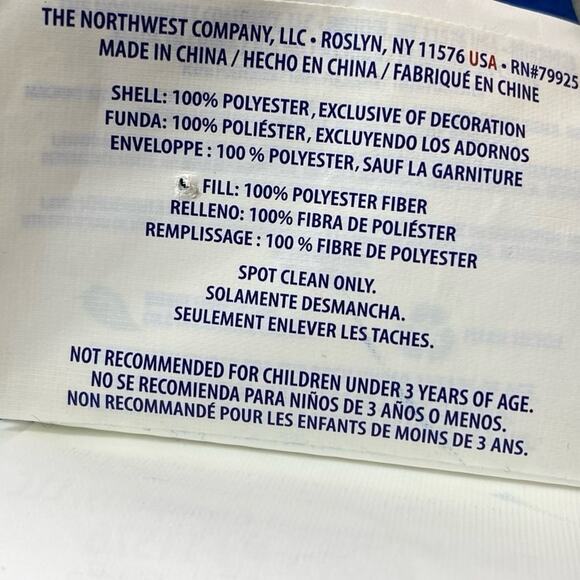 THE NORTHWEST COMPANY, LLC • ROSLYN, NY 11576 USA • RN#79925
MADE IN CHINA / HECHO EN CHINA / FABRIQUÉ EN CHINE
SHELL: 100% POLYESTER, EXCLUSIVE OF DECORATION
FUNDA: 100% POLIÉSTER, EXCLUYENDO LOS ADORNOS
ENVELOPPE : 100 % POLYESTER, SAUF LA GARNITURE
FILL: 100% POLYESTER FIBER
RELLENO: 100% FIBRA DE POLIÉSTER
REMPLISSAGE : 100 % FIBRE DE POLYESTER
SPOT CLEAN ONLY.
SOLAMENTE DESMANCHA.
SEULEMENT ENLEVER LES TACHES.
NOT RECOMMENDED FOR CHILDREN UNDER 3 YEARS OF AGE.
NO SE RECOMIENDA PARA NIÑOS DE 3 AÑOS O MENOS.
NON RECOMMANDÉ POUR LES ENFANTS DE MOINS DE 3 ANS.